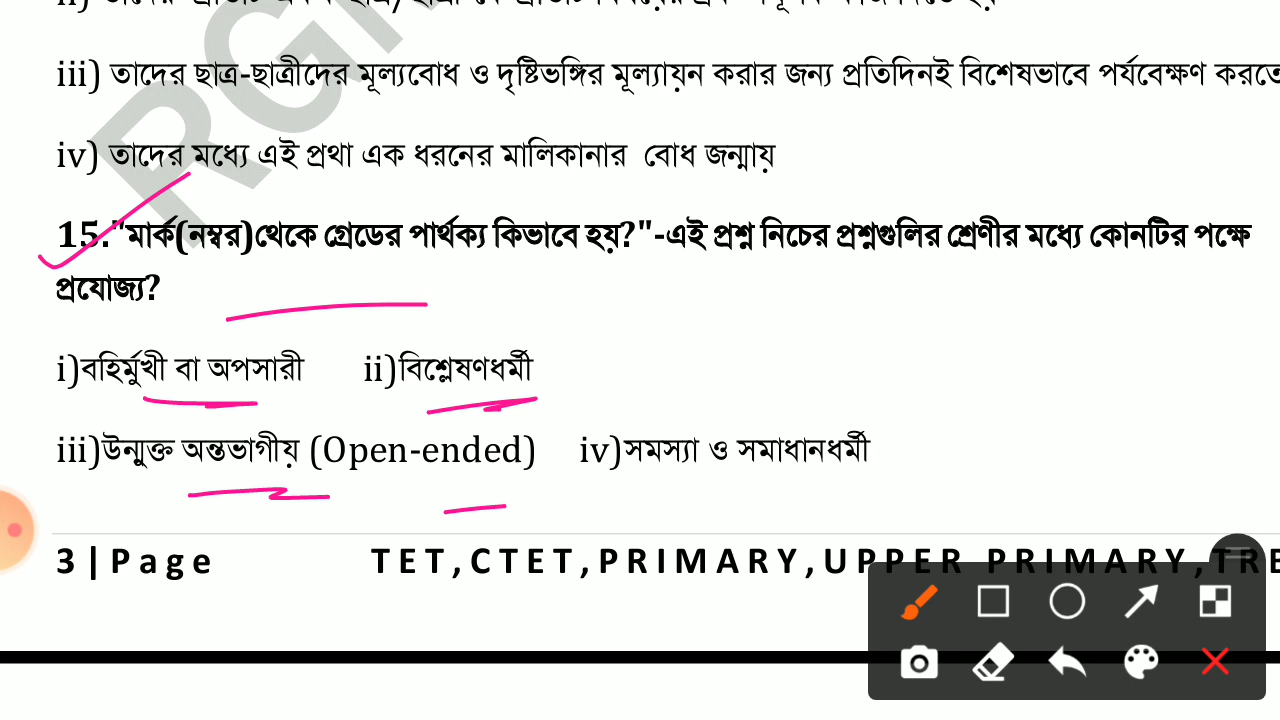 iii) তাদের ছাত্র-ছাত্রীদের মূল্যবোধ ও দৃষ্টিভঙ্গির মূল্যায়ন করার জন্য প্রতিদিনই বিশেষভাবে পর্যবেক্ষণ করতে
iv) তাদের মধ্যে এই প্রথা এক ধরনের মালিকানার বোধ জন্মায়
15."মার্ক(নম্বর)থেকে গ্রেডের পার্থক্য কিভাবে হয়?"-এই প্রশ্ন নিচের প্রশ্নগুলির শ্রেণীর মধ্যে কোনটির পক্ষে
প্রযোজ্য?
i)বহির্মুখী বা অপসারী ii)বিশ্লেষণধর্মী
iii)উন্মুক্ত অন্তভাগীয় (Open-ended) iv)সমস্যা ও সমাধানধর্মী
3 | Page TET,CTET,PRIMARY,UPPER PRIMARY,TRE